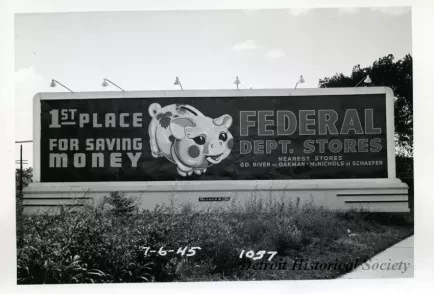 1ST PLACE
FOR SAVING
MONEY
FEDERAL
DEPT. STORES
NEAREST STORES
GD. RIVER AT OAKMAN - McNICHOLS AT SCHAEFER
7-6-45
1057
Detroit Historical Society